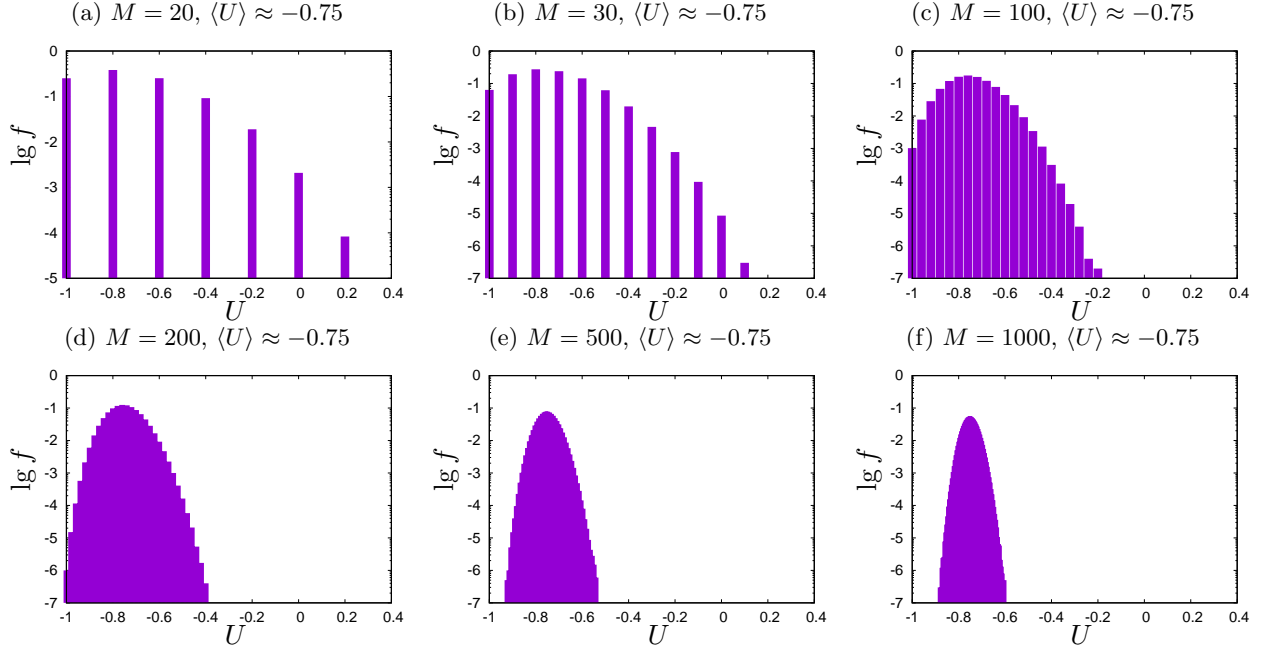 (a) M = 20, ⟨U⟩ ≈ −0.75
(b) M = 30, ⟨U⟩ ≈ −0.75
(c) M = 100, ⟨U⟩ ≈ −0.75
0
-1
-2
-3
-4
-5
lg f
-1 -0.8 -0.6 -0.4 -0.2 0 0.2 0.4
U
0
-1
-2
-3
-4
-5
-6
-7
lg f
-1 -0.8 -0.6 -0.4 -0.2 0 0.2 0.4
U
0
-1
-2
-3
-4
-5
-6
-7
lg f
-1 -0.8 -0.6 -0.4 -0.2 0 0.2 0.4
U
(d) M = 200, ⟨U⟩ ≈ −0.75
(e) M = 500, ⟨U⟩ ≈ −0.75
(f) M = 1000, ⟨U⟩ ≈ −0.75
0
-1
-2
-3
-4
-5
-6
-7
lg f
-1 -0.8 -0.6 -0.4 -0.2 0 0.2 0.4
U
0
-1
-2
-3
-4
-5
-6
-7
lg f
-1 -0.8 -0.6 -0.4 -0.2 0 0.2 0.4
U
0
-1
-2
-3
-4
-5
-6
-7
lg f
-1 -0.8 -0.6 -0.4 -0.2 0 0.2 0.4
U